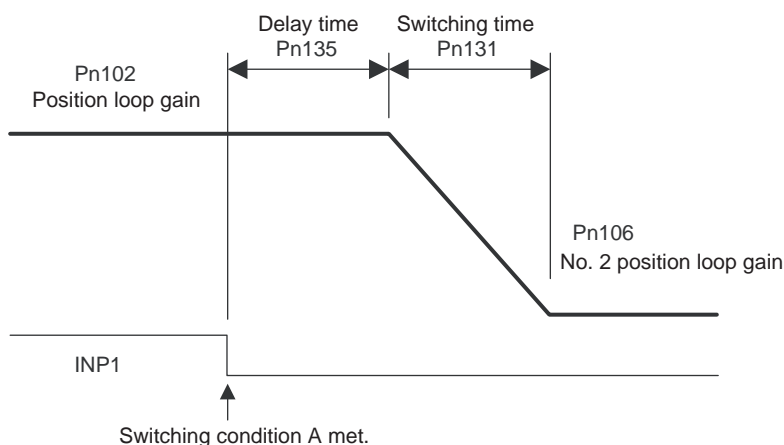 Delay time
Pn135
Switching time
Pn131
Pn102
Position loop gain
Pn106
No. 2 position loop gain
INP1
Switching condition A met.